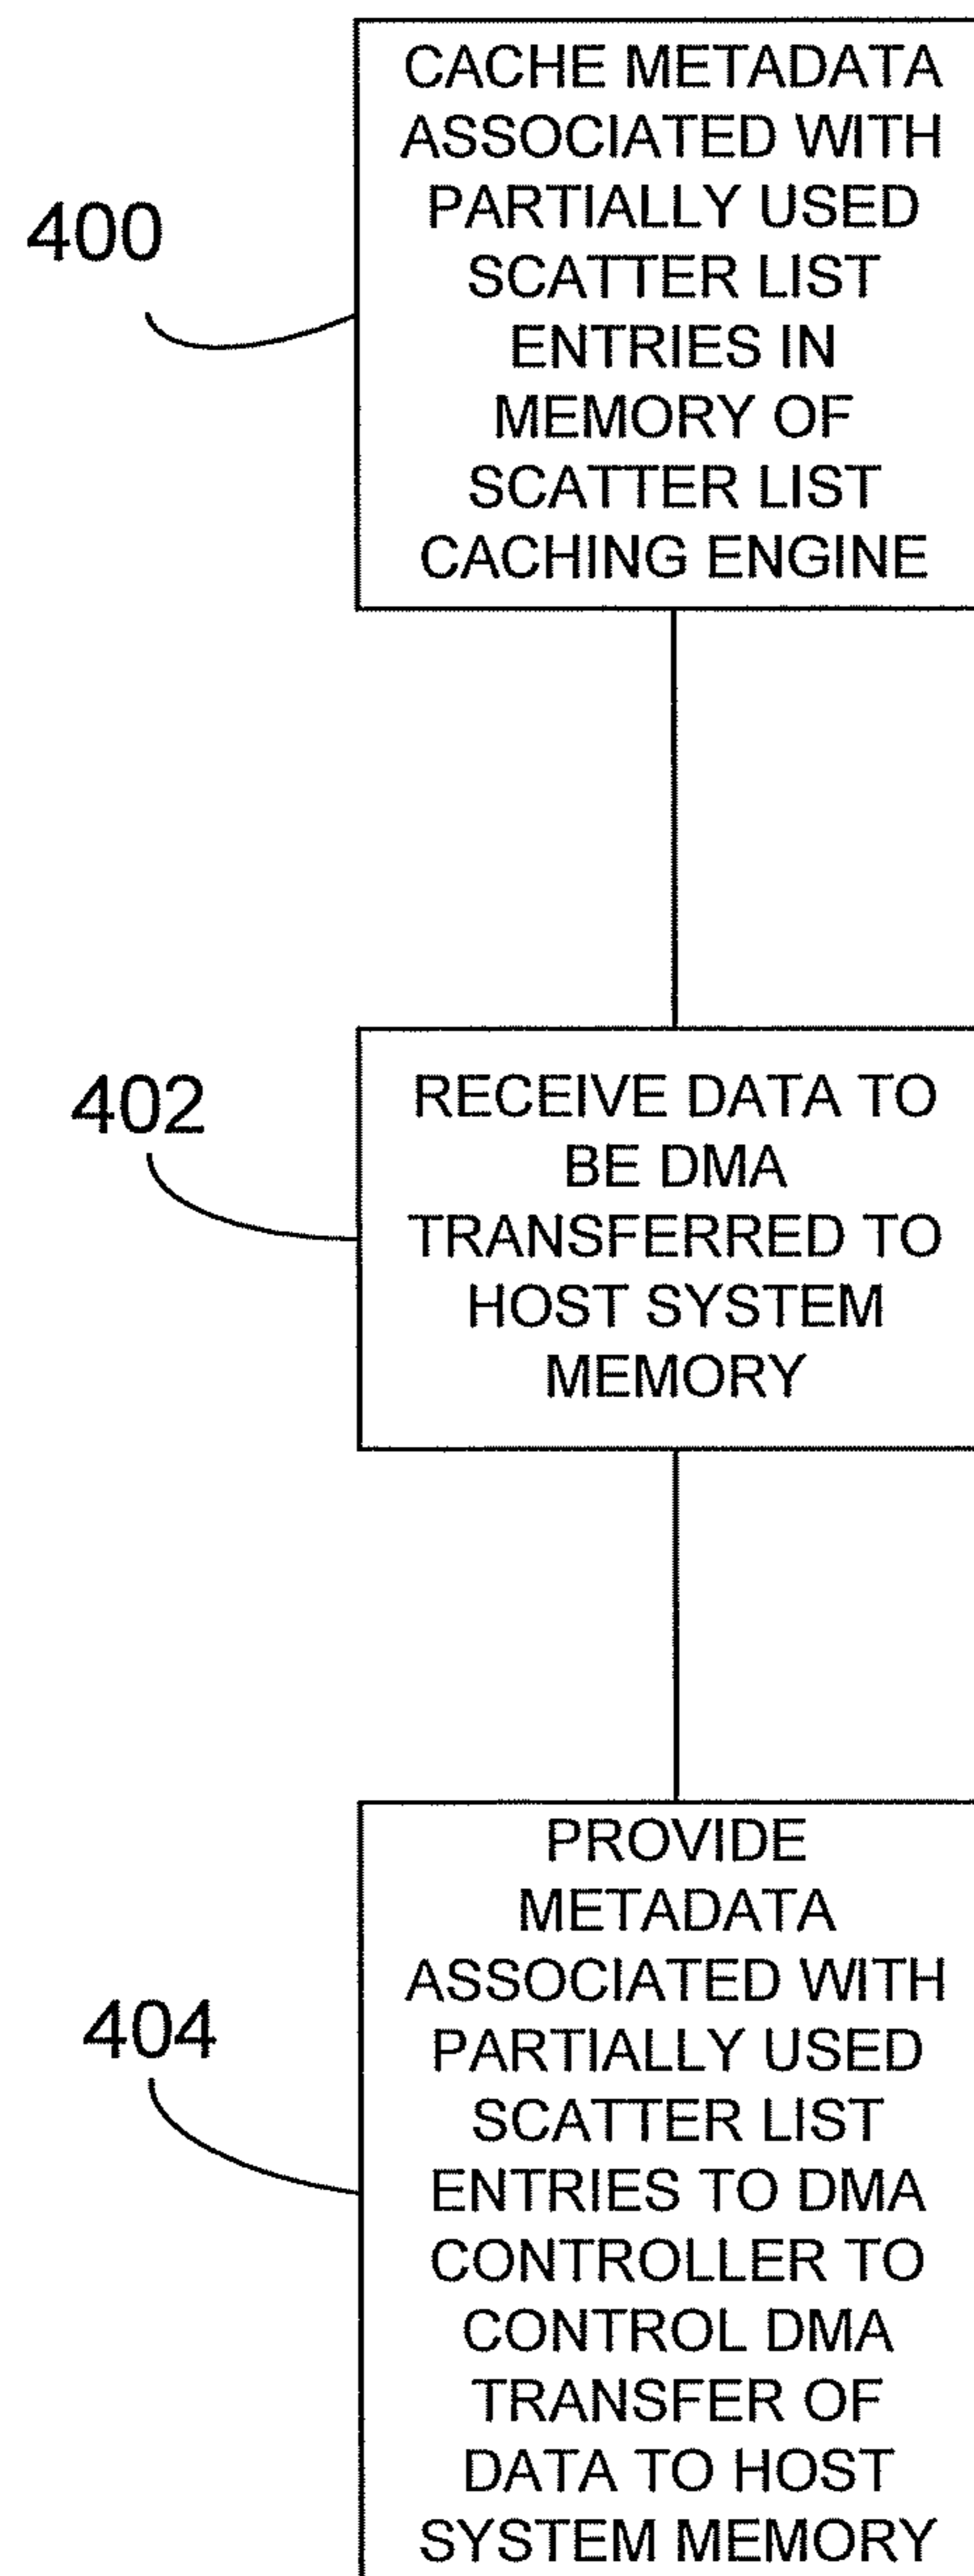 CACHE METADATA
ASSOCIATED WITH
PARTIALLY USED
400
SCATTER LIST
ENTRIES IN
MEMORY OF
SCATTER LIST
CACHING ENGINE
402
RECEIVE DATA TO
BE DMA
TRANSFERRED TO
HOST SYSTEM
MEMORY
PROVIDE
METADATA
ASSOCIATED WITH
404
PARTIALLY USED
SCATTER LIST
ENTRIES TO DMA
CONTROLLER TO
CONTROL DMA
TRANSFER OF
DATA TO HOST
SYSTEM MEMORY